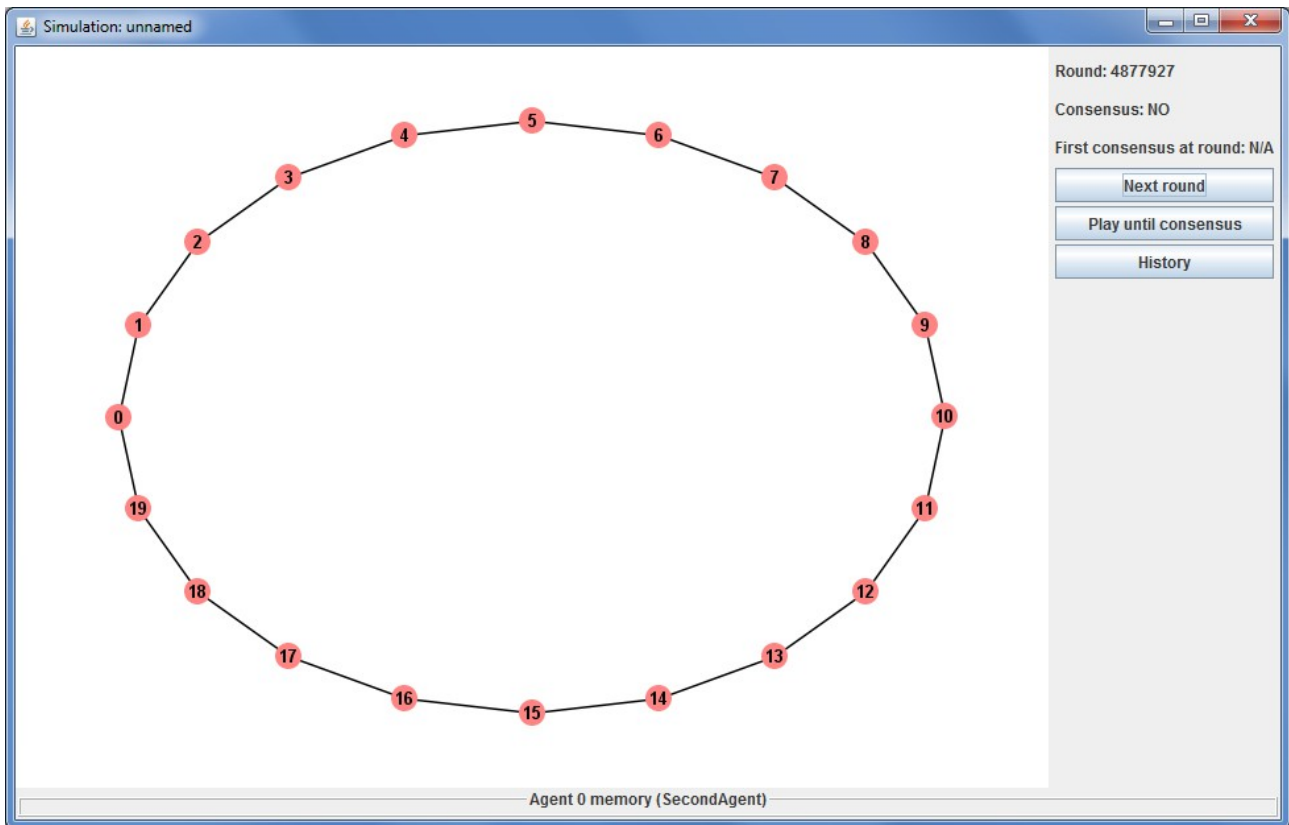 Simulation: unnamed
Round: 4877927
Consensus: NO
First consensus at round: N/A
Next round
Play until consensus
History
5
4
6
3
7
2
8
1
9
0
10
19
11
18
12
17
13
16
14
15
Agent 0 memory (SecondAgent)